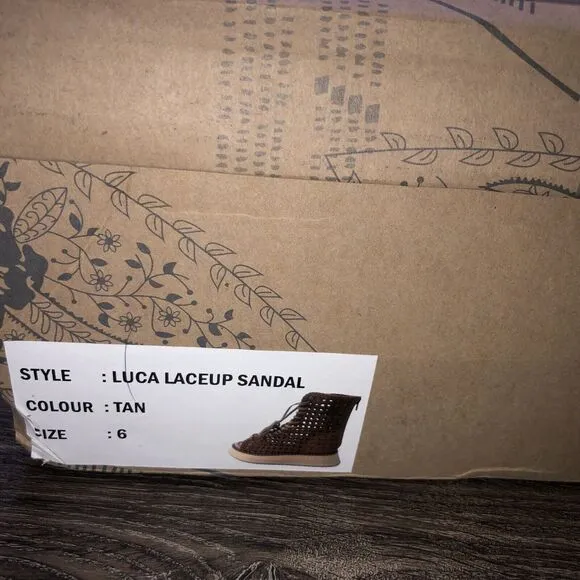 STYLE : LUCA LACEUP SANDAL
COLOUR : TAN
SIZE : 6